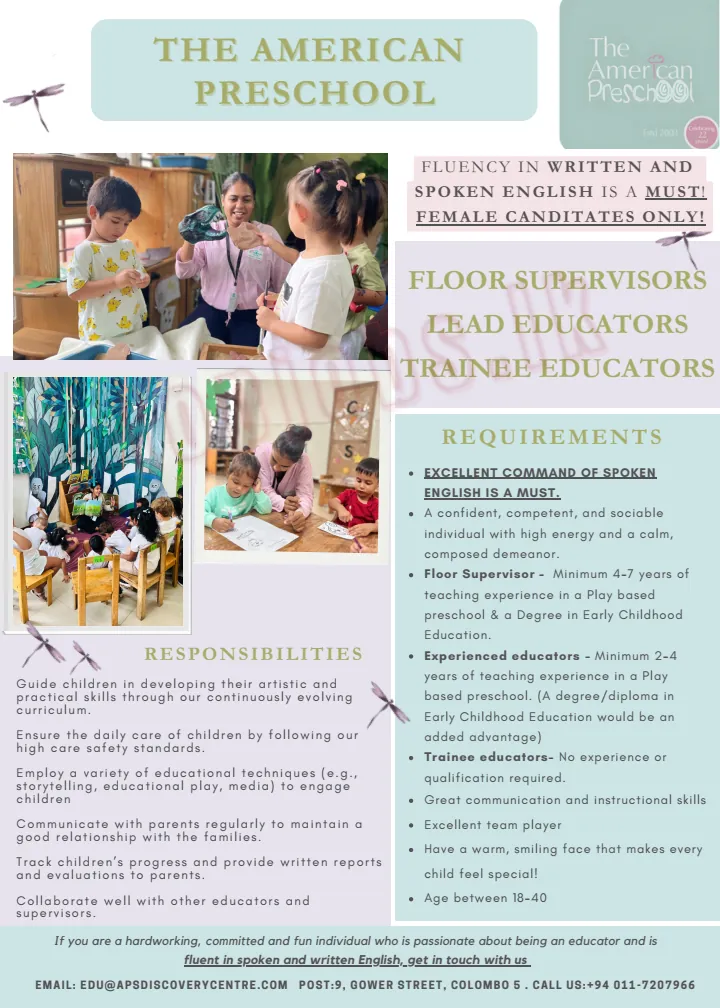 THE AMERICAN
PRESCHOOL
The
American
Preschool
Celebrating
22
FLUENCY IN WRITTEN AND
SPOKEN ENGLISH IS A MUST!
FEMALE CANDITATES ONLY!
FLOOR SUPERVISORS
LEAD EDUCATORS
TRAINEE EDUCATORS
REQUIREMENTS
• EXCELLENT COMMAND OF SPOKEN
ENGLISH IS A MUST.
• A confident, competent, and sociable
individual with high energy and a calm,
composed demeanor.
• Floor Supervisor - Minimum 4-7 years of
teaching experience in a Play based
preschool & a Degree in Early Childhood
Education.
• Experienced educators - Minimum 2-4
years of teaching experience in a Play
based preschool. (A degree/diploma in
Early Childhood Education would be an
added advantage)
• Trainee educators- No experience or
qualification required.
• Great communication and instructional skills
• Excellent team player
• Have a warm, smiling face that makes every
child feel special!
• Age between 18-40
RESPONSIBILITIES
Guide children in developing their artistic and
practical skills through our continuously evolving
curriculum.
Ensure the daily care of children by following our
high care safety standards.
Employ a variety of educational techniques (e.g.,
storytelling, educational play, media) to engage
children
Communicate with parents regularly to maintain a
good relationship with the families.
Track children's progress and provide written reports
and evaluations to parents.
Collaborate well with other educators and
supervisors.
If you are a hardworking, committed and fun individual who is passionate about being an educator and is
fluent in spoken and written English, get in touch with us
EMAIL: EDU@APSDISCOVERYCENTRE.COM POST:9, GOWER STREET, COLOMBO 5 . CALL US:+94 011-7207966